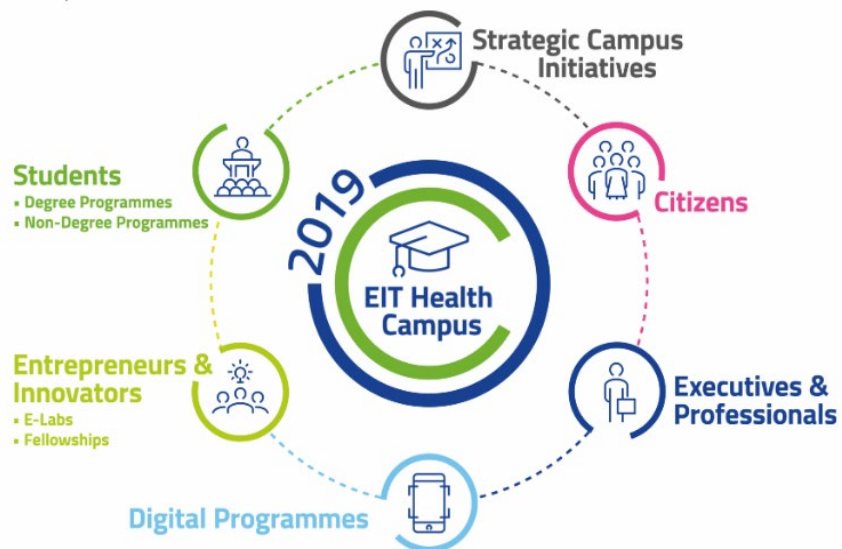 Strategic Campus
Initiatives
Citizens
Executives &
Professionals
Digital Programmes
Entrepreneurs &
Innovators
▪ E-Labs
▪ Fellowships
Students
▪ Degree Programmes
▪ Non-Degree Programmes
2019
EIT Health
Campus